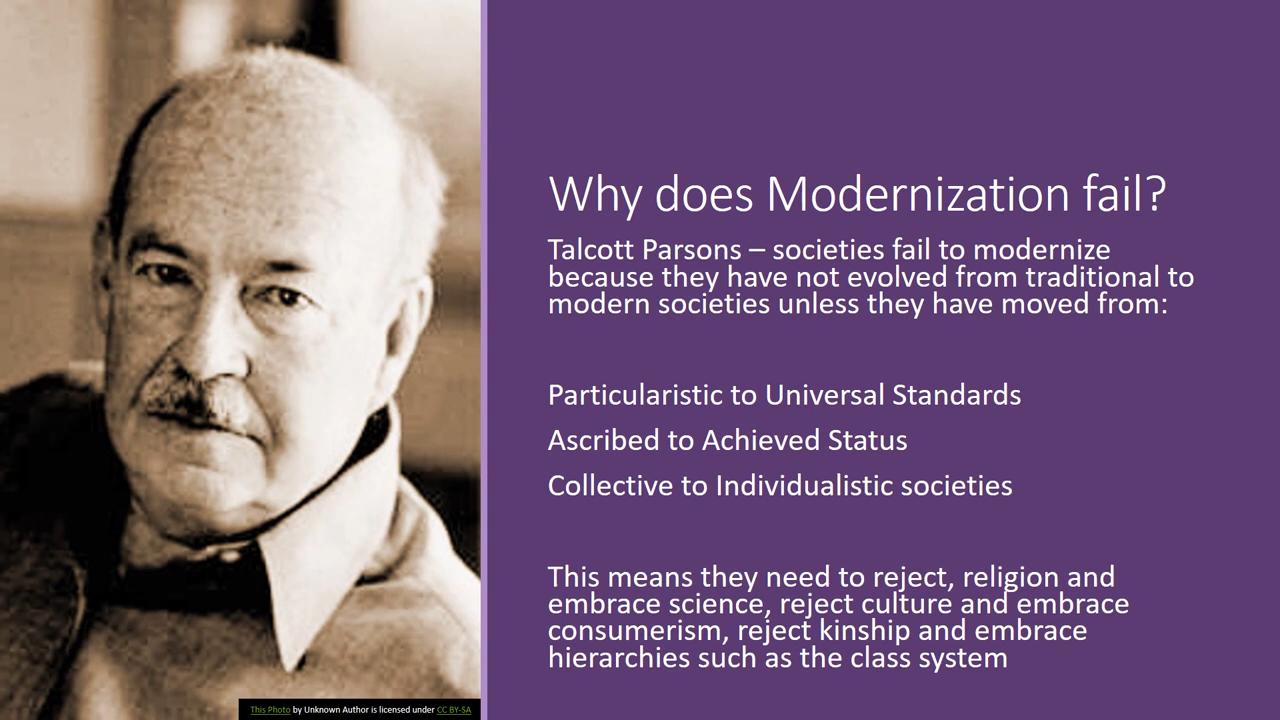 Why does Modernization fail?
Talcott Parsons – societies fail to modernize
because they have not evolved from traditional to
modern societies unless they have moved from:
Particularistic to Universal Standards
Ascribed to Achieved Status
Collective to Individualistic societies
This means they need to reject, religion and
embrace science, reject culture and embrace
consumerism, reject kinship and embrace
hierarchies such as the class system
This Photo by Unknown Author is licensed under CC BY-SA